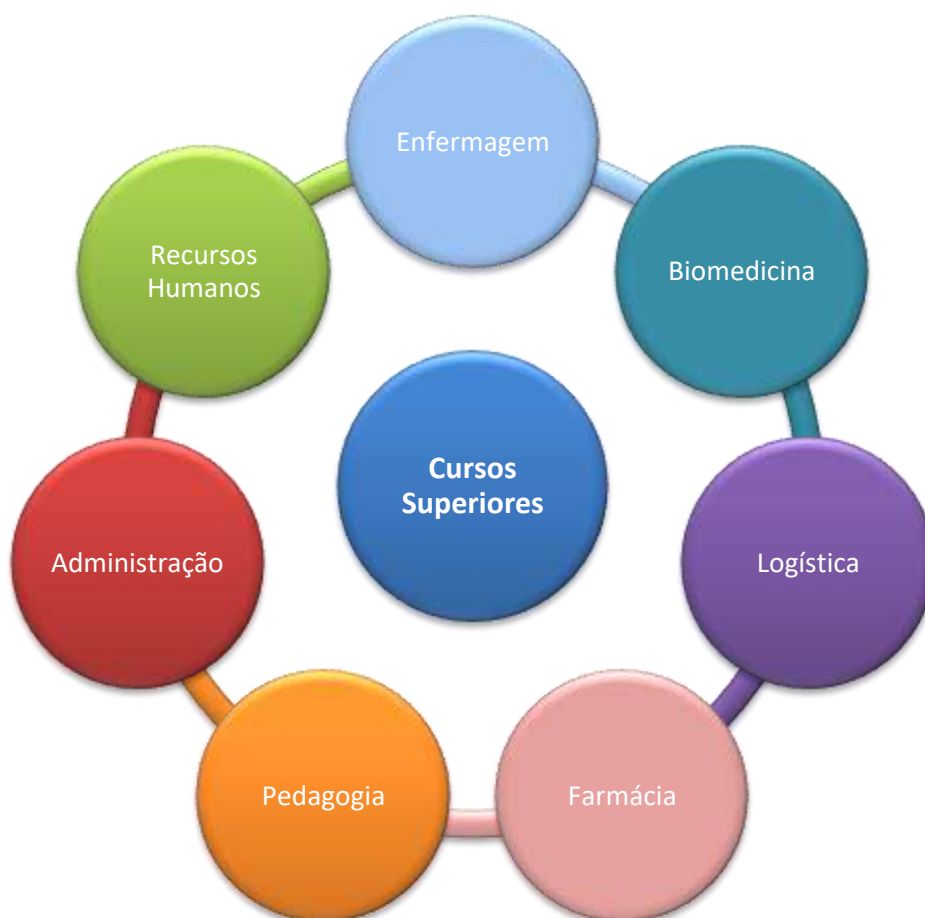 Enfermagem
Recursos
Humanos
Biomedicina
Cursos
Superiores
Administração
Logística
Pedagogia
Farmácia